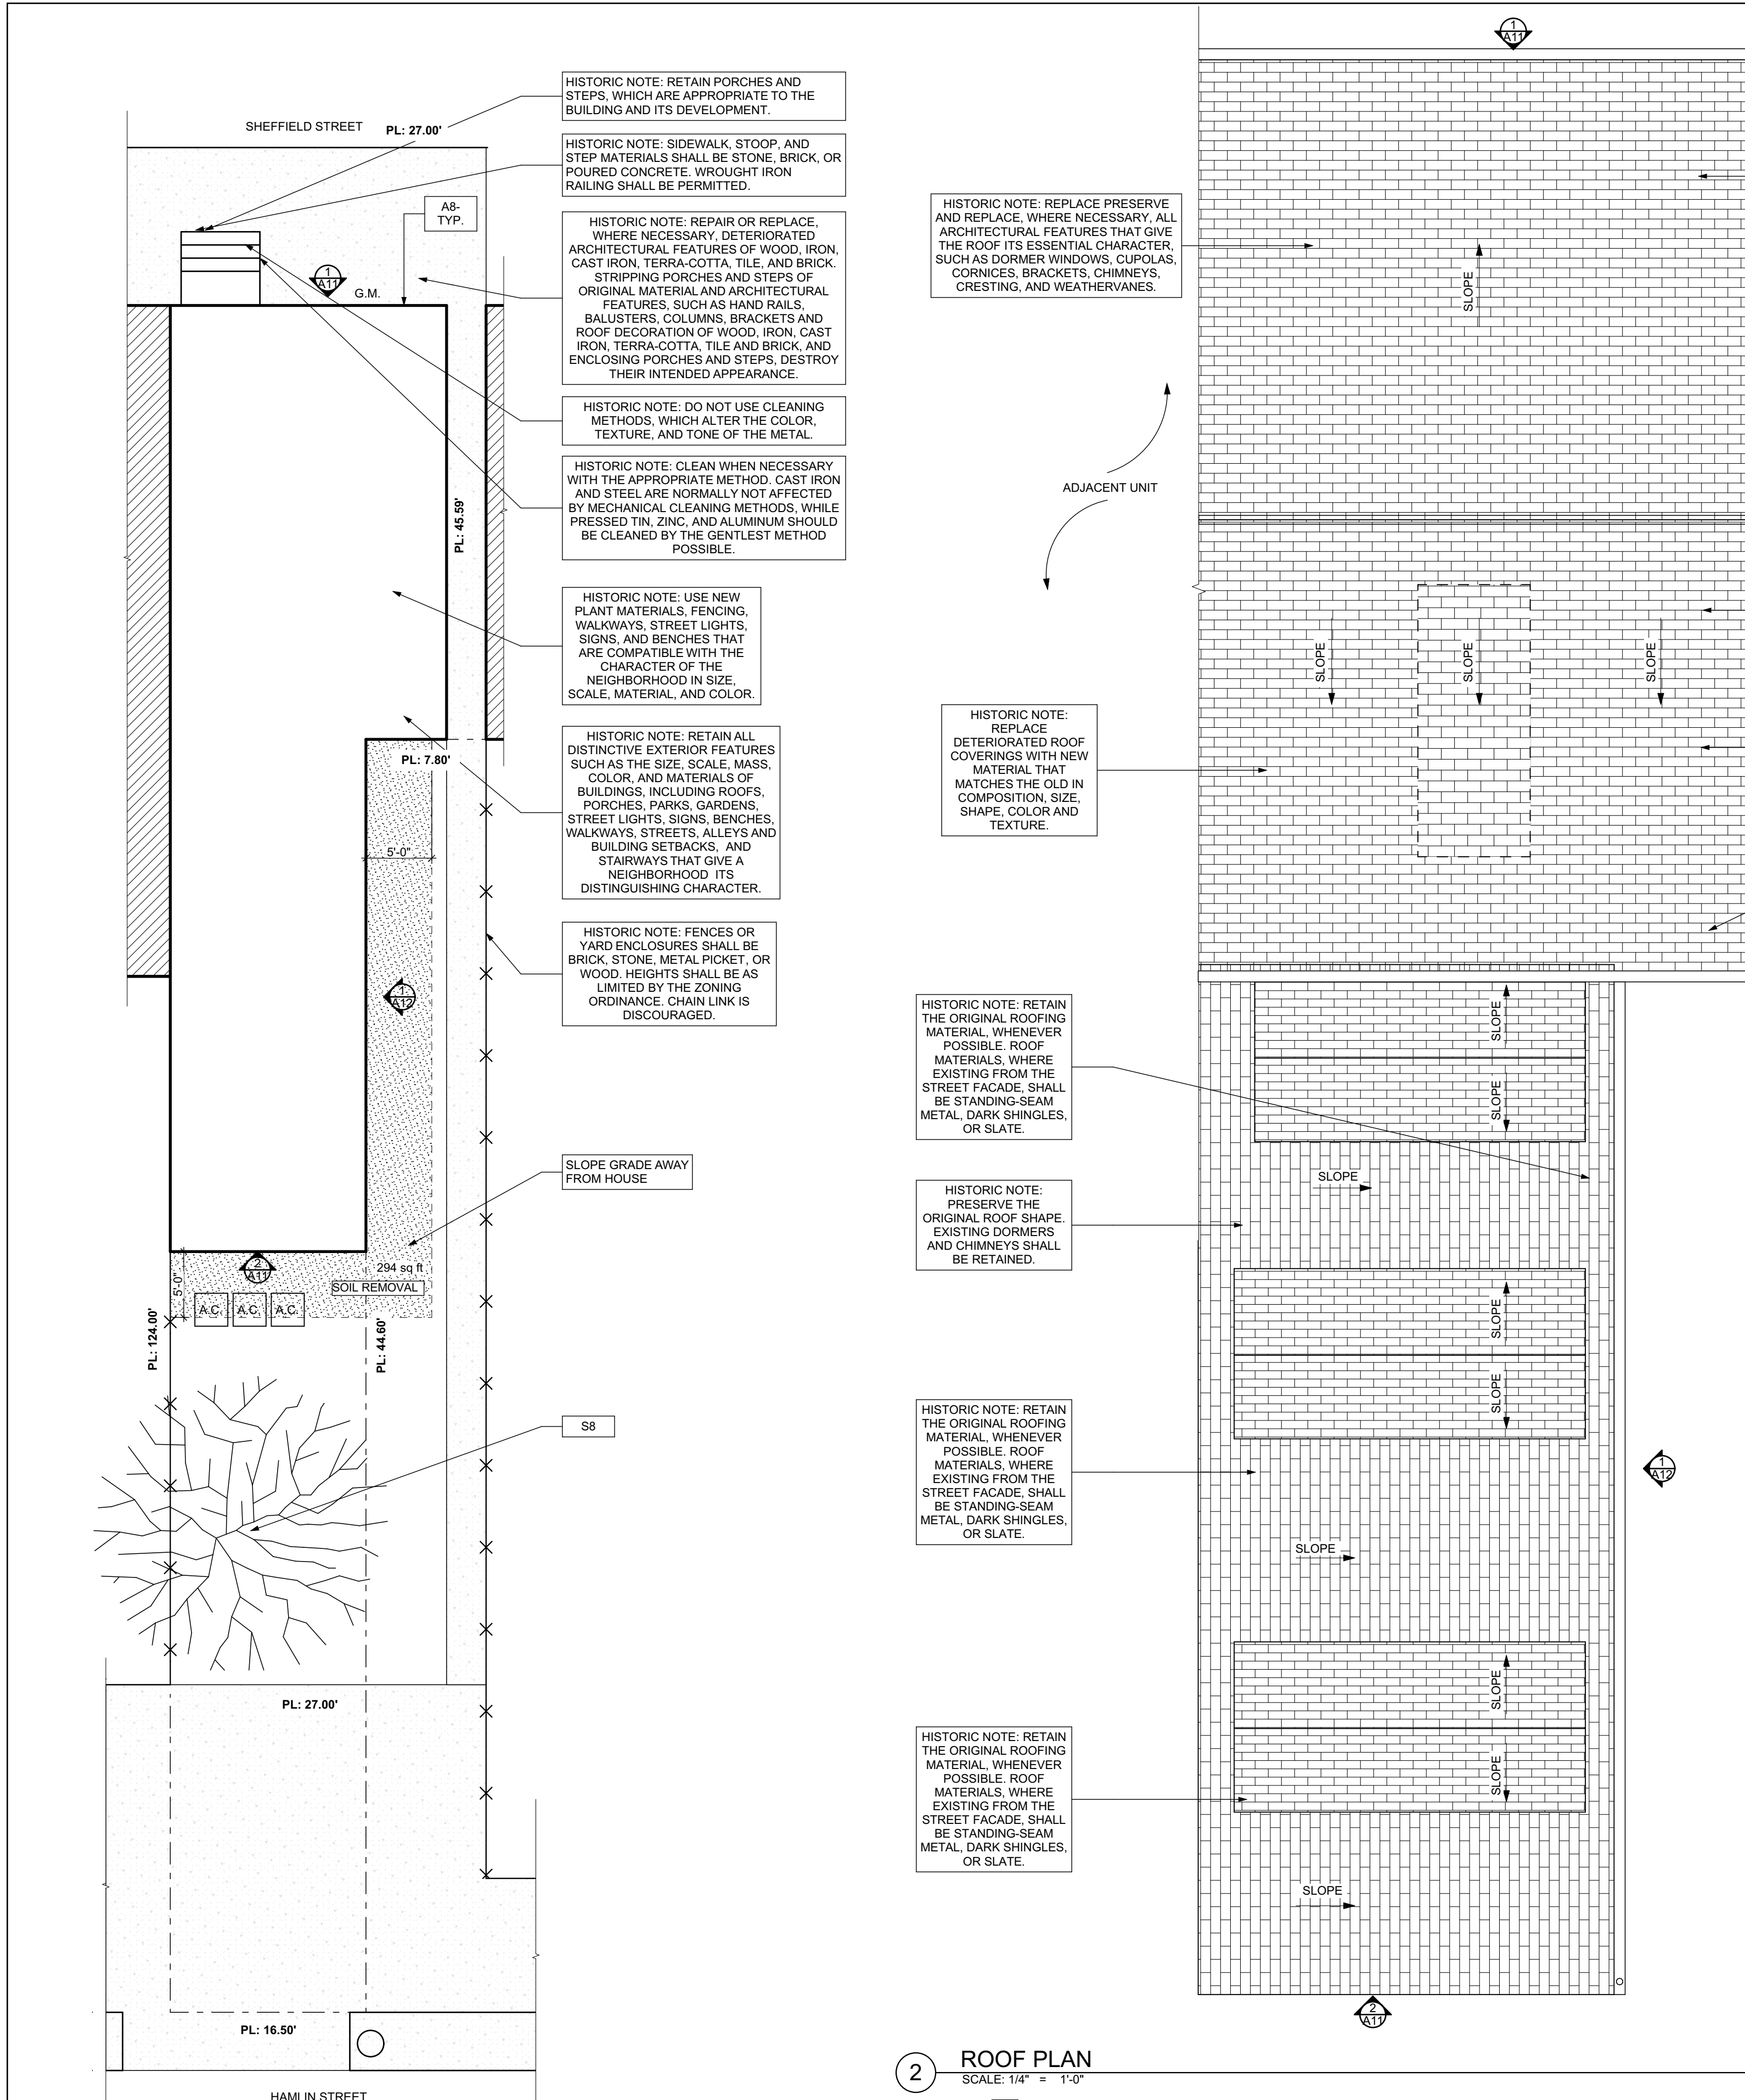 SHEFFIELD STREET
PL: 27.00'
HISTORIC NOTE: RETAIN PORCHES AND
STEPS, WHICH ARE APPROPRIATE TO THE
BUILDING AND ITS DEVELOPMENT.
HISTORIC NOTE: SIDEWALK, STOOP, AND
STEP MATERIALS SHALL BE STONE, BRICK, OR
POURED CONCRETE. WROUGHT IRON
RAILING SHALL BE PERMITTED.
A8-
TYP.
1
A11
G.M.
HISTORIC NOTE: REPAIR OR REPLACE,
WHERE NECESSARY, DETERIORATED
ARCHITECTURAL FEATURES OF WOOD, IRON,
CAST IRON, TERRA-COTTA, TILE, AND BRICK.
STRIPPING PORCHES AND STEPS OF
ORIGINAL MATERIAL AND ARCHITECTURAL
FEATURES, SUCH AS HAND RAILS,
BALUSTERS, COLUMNS, BRACKETS AND
ROOF DECORATION OF WOOD, IRON, CAST
IRON, TERRA-COTTA, TILE AND BRICK, AND
ENCLOSING PORCHES AND STEPS, DESTROY
THEIR INTENDED APPEARANCE.
HISTORIC NOTE: DO NOT USE CLEANING
METHODS, WHICH ALTER THE COLOR,
TEXTURE, AND TONE OF THE METAL.
HISTORIC NOTE: CLEAN WHEN NECESSARY
WITH THE APPROPRIATE METHOD. CAST IRON
AND STEEL ARE NORMALLY NOT AFFECTED
BY MECHANICAL CLEANING METHODS, WHILE
PRESSED TIN, ZINC, AND ALUMINUM SHOULD
BE CLEANED BY THE GENTLEST METHOD
POSSIBLE.
PL: 45.59'
HISTORIC NOTE: USE NEW
PLANT MATERIALS, FENCING,
WALKWAYS, STREET LIGHTS,
SIGNS, AND BENCHES THAT
ARE COMPATIBLE WITH THE
CHARACTER OF THE
NEIGHBORHOOD IN SIZE,
SCALE, MATERIAL, AND COLOR.
HISTORIC NOTE: RETAIN ALL
DISTINCTIVE EXTERIOR FEATURES
SUCH AS THE SIZE, SCALE, MASS,
COLOR, AND MATERIALS OF
BUILDINGS, INCLUDING ROOFS,
PORCHES, PARKS, GARDENS,
STREET LIGHTS, SIGNS, BENCHES,
WALKWAYS, STREETS, ALLEYS AND
BUILDING SETBACKS, AND
STAIRWAYS THAT GIVE A
NEIGHBORHOOD ITS
DISTINGUISHING CHARACTER.
PL: 7.80'
5'-0"
HISTORIC NOTE: FENCES OR
YARD ENCLOSURES SHALL BE
BRICK, STONE, METAL PICKET, OR
WOOD. HEIGHTS SHALL BE AS
LIMITED BY THE ZONING
ORDINANCE. CHAIN LINK IS
DISCOURAGED.
1
A12
SLOPE GRADE AWAY
FROM HOUSE
2
A11
294 sq ft
SOIL REMOVAL
5'-0"
A.C.
A.C.
A.C.
PL: 124.00'
PL: 44.60'
S8
PL: 27.00'
PL: 16.50'
HAMLIN STREET
1
A11
HISTORIC NOTE: REPLACE PRESERVE
AND REPLACE, WHERE NECESSARY, ALL
ARCHITECTURAL FEATURES THAT GIVE
THE ROOF ITS ESSENTIAL CHARACTER,
SUCH AS DORMER WINDOWS, CUPOLAS,
CORNICES, BRACKETS, CHIMNEYS,
CRESTING, AND WEATHERVANES.
SLOPE
ADJACENT UNIT
SLOPE
SLOPE
SLOPE
HISTORIC NOTE:
REPLACE
DETERIORATED ROOF
COVERINGS WITH NEW
MATERIAL THAT
MATCHES THE OLD IN
COMPOSITION, SIZE,
SHAPE, COLOR AND
TEXTURE.
HISTORIC NOTE: RETAIN
THE ORIGINAL ROOFING
MATERIAL, WHENEVER
POSSIBLE. ROOF
MATERIALS, WHERE
EXISTING FROM THE
STREET FACADE, SHALL
BE STANDING-SEAM
METAL, DARK SHINGLES,
OR SLATE.
SLOPE
SLOPE
SLOPE
HISTORIC NOTE:
PRESERVE THE
ORIGINAL ROOF SHAPE.
EXISTING DORMERS
AND CHIMNEYS SHALL
BE RETAINED.
SLOPE
SLOPE
HISTORIC NOTE: RETAIN
THE ORIGINAL ROOFING
MATERIAL, WHENEVER
POSSIBLE. ROOF
MATERIALS, WHERE
EXISTING FROM THE
STREET FACADE, SHALL
BE STANDING-SEAM
METAL, DARK SHINGLES,
OR SLATE.
1
A12
SLOPE
SLOPE
SLOPE
HISTORIC NOTE: RETAIN
THE ORIGINAL ROOFING
MATERIAL, WHENEVER
POSSIBLE. ROOF
MATERIALS, WHERE
EXISTING FROM THE
STREET FACADE, SHALL
BE STANDING-SEAM
METAL, DARK SHINGLES,
OR SLATE.
SLOPE
2
A11
2
ROOF PLAN
SCALE: 1/4" = 1'-0"